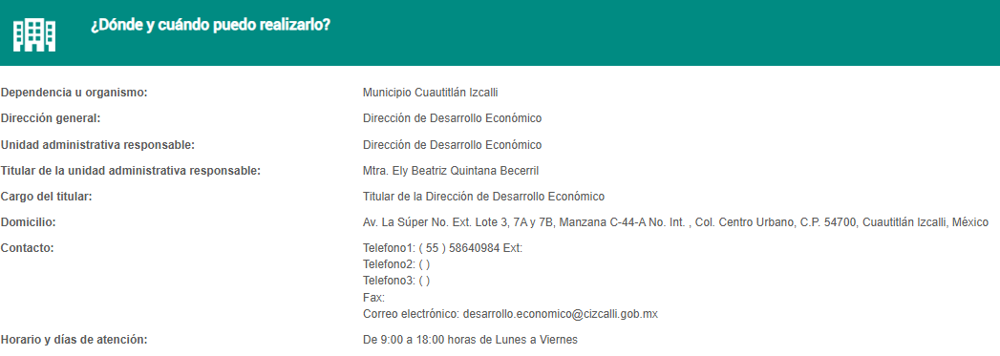 ¿Dónde y cuándo puedo realizarlo?
Dependencia u organismo: Municipio Cuautitlán Izcalli
Dirección general: Dirección de Desarrollo Económico
Unidad administrativa responsable: Dirección de Desarrollo Económico
Titular de la unidad administrativa responsable: Mtra. Ely Beatriz Quintana Becerril
Cargo del titular: Titular de la Dirección de Desarrollo Económico
Domicilio: Av. La Súper No. Ext. Lote 3, 7A y 7B, Manzana C-44-A No. Int. , Col. Centro Urbano, C.P. 54700, Cuautitlán Izcalli, México
Contacto: Telefono1: ( 55 ) 58640984 Ext:
Telefono2: ( )
Telefono3: ( )
Fax:
Correo electrónico: desarrollo.economico@cizcalli.gob.mx
Horario y días de atención: De 9:00 a 18:00 horas de Lunes a Viernes